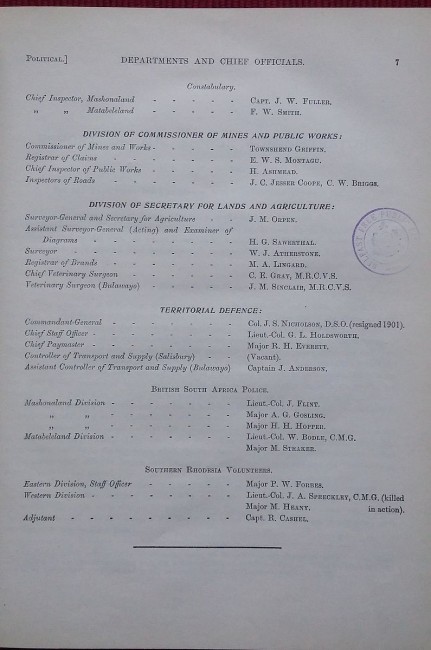 POLITICAL.] DEPARTMENTS AND CHIEF OFFICIALS. 7
Constabulary.
Chief Inspector, Mashonaland - - - - - CAPT. J. W. FULLER.
„ „ Matabeleland - - - - - F. W. SMITH.
DIVISION OF COMMISSIONER OF MINES AND PUBLIC WORKS:
Commissioner of Mines and Works - - - - - TOWNSHEND GRIFFIN.
Registrar of Claims - - - - - - E. W. S. MONTAGU.
Chief Inspector of Public Works - - - - - H. ASHMEAD.
Inspectors of Roads - - - - - - J. C. JESSER COOPE, C. W. BRIGGS.
DIVISION OF SECRETARY FOR LANDS AND AGRICULTURE:
Surveyor-General and Secretary for Agriculture - - J. M. ORPEN.
Assistant Surveyor-General (Acting) and Examiner of
Diagrams - - - - - - H. G. SAWERTHAL.
Surveyor - - - - - - - W. J. ATHERSTONE.
Registrar of Brands - - - - - - M. A. LINGARD.
Chief Veterinary Surgeon - - - - - C. E. GRAY, M.R.C.V.S.
Veterinary Surgeon (Bulawayo) - - - - - J. M. SINCLAIR, M.R.C.V.S.
TERRITORIAL DEFENCE:
Commandant-General - - - - - - COL. J. S. NICHOLSON, D.S.O. (resigned 1901).
Chief Staff Officer - - - - - - LIEUT.-COL. G. L. HOLDSWORTH.
Chief Paymaster - - - - - - MAJOR R. H. EVERETT.
Controller of Transport and Supply (Salisbury) - - - (Vacant).
Assistant Controller of Transport and Supply (Bulawayo) CAPTAIN J. ANDERSON.
BRITISH SOUTH AFRICA POLICE.
Mashonaland Division - - - - - - LIEUT.-COL. J. FLINT.
„ „ - - - - - - MAJOR A. G. GOSLING.
„ „ - - - - - - MAJOR H. H. HOPPER.
Matabeleland Division - - - - - - LIEUT.-COL. W. BODLE, C.M.G.
MAJOR M. STRAKER.
SOUTHERN RHODESIA VOLUNTEERS.
Eastern Division, Staff Officer - - - - - MAJOR P. W. FORBES.
Western Division - - - - - - - LIEUT.-COL. J. A. SPRECKLEY, C.M.G. (killed
MAJOR M. HEANY. in action).
Adjutant - - - - - - - - CAPT. R. CASHEL.